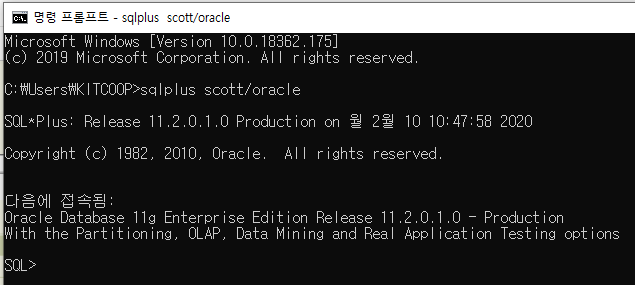 명령 프롬프트 - sqlplus  scott/oracle
Microsoft Windows [Version 10.0.18362.175]
(c) 2019 Microsoft Corporation. All rights reserved.
C:₩Users₩KITCOOP>sqlplus scott/oracle
SQL*Plus: Release 11.2.0.1.0 Production on 월 2월 10 10:47:58 2020
Copyright (c) 1982, 2010, Oracle.  All rights reserved.
다음에 접속됨:
Oracle Database 11g Enterprise Edition Release 11.2.0.1.0 - Production
With the Partitioning, OLAP, Data Mining and Real Application Testing options
SQL>